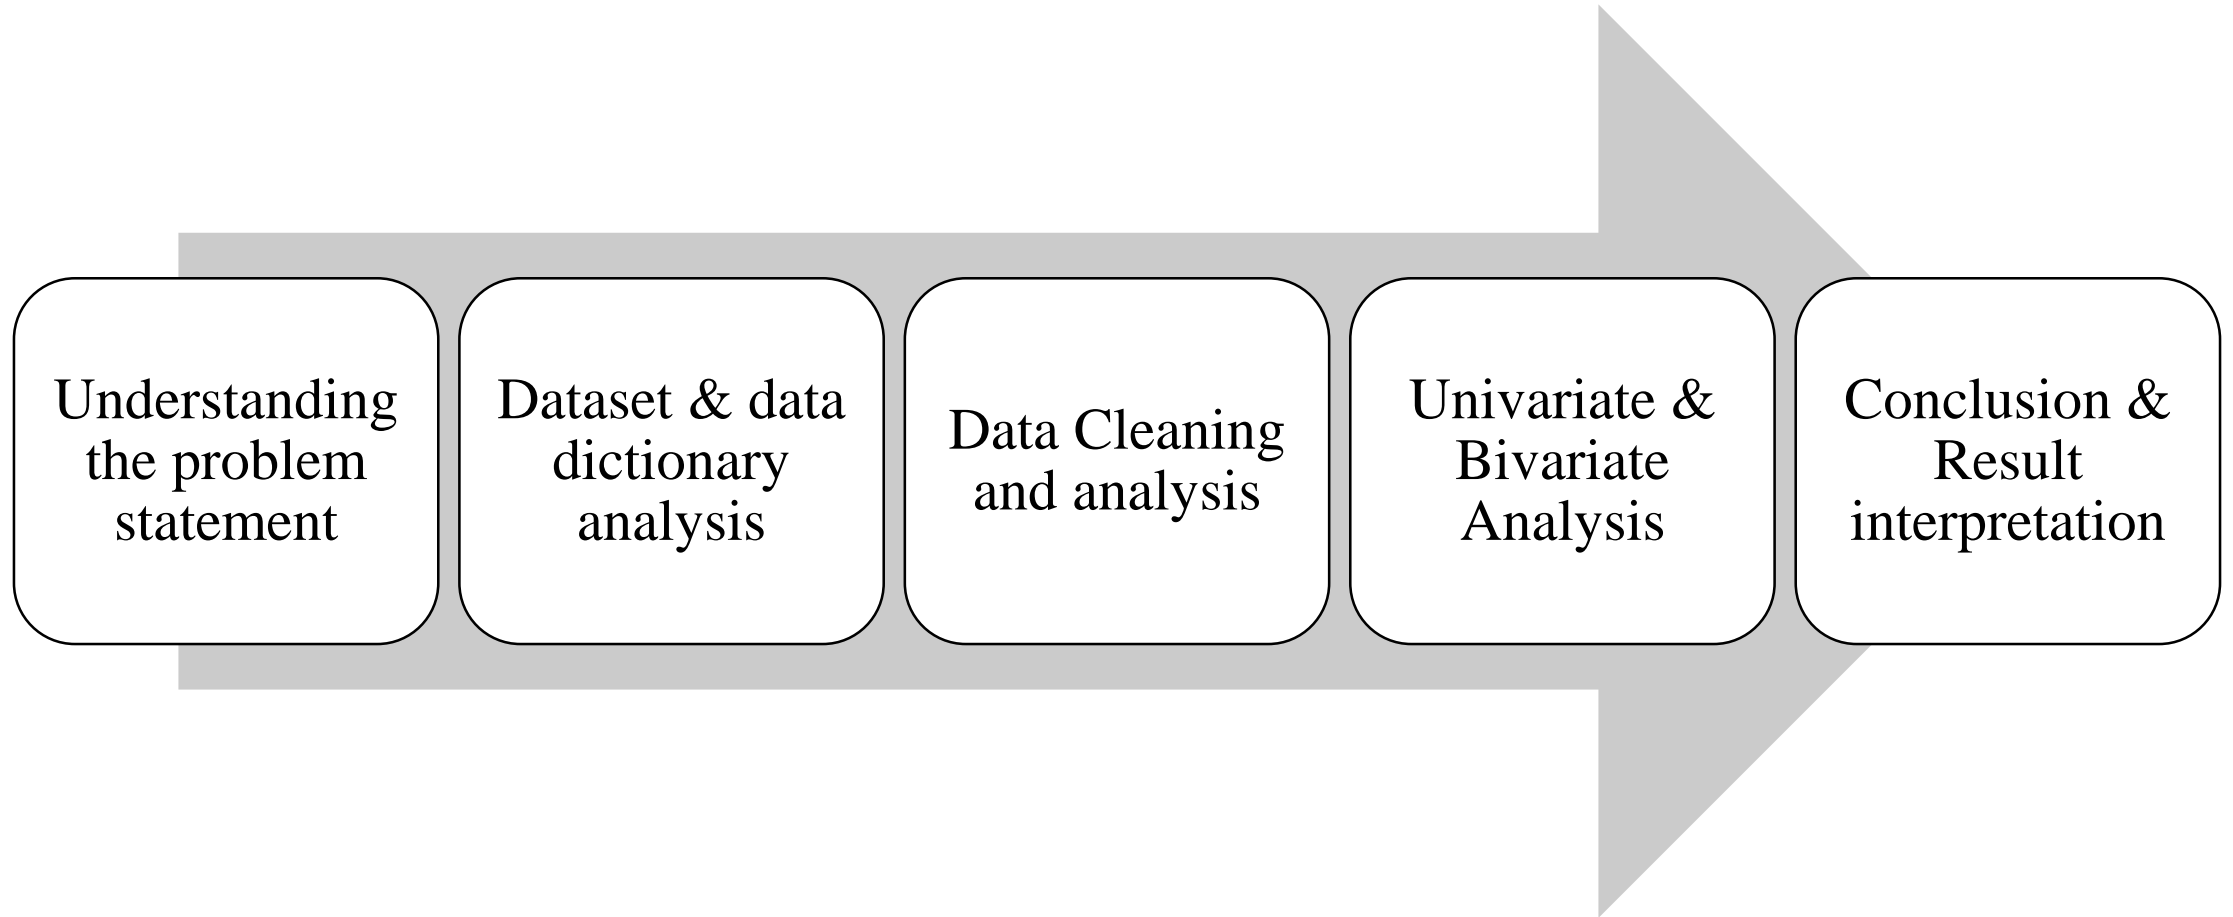 Understanding
the problem
statement
Dataset & data
dictionary
analysis
Data Cleaning
and analysis
Univariate &
Bivariate
Analysis
Conclusion &
Result
interpretation